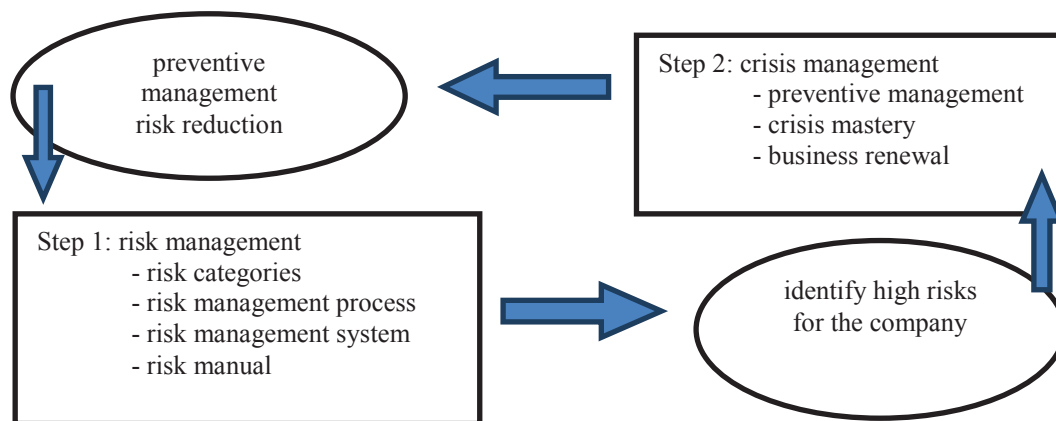 preventive
management
risk reduction
Step 2: crisis management
- preventive management
- crisis mastery
- business renewal
Step 1: risk management
- risk categories
- risk management process
- risk management system
- risk manual
identify high risks
for the company